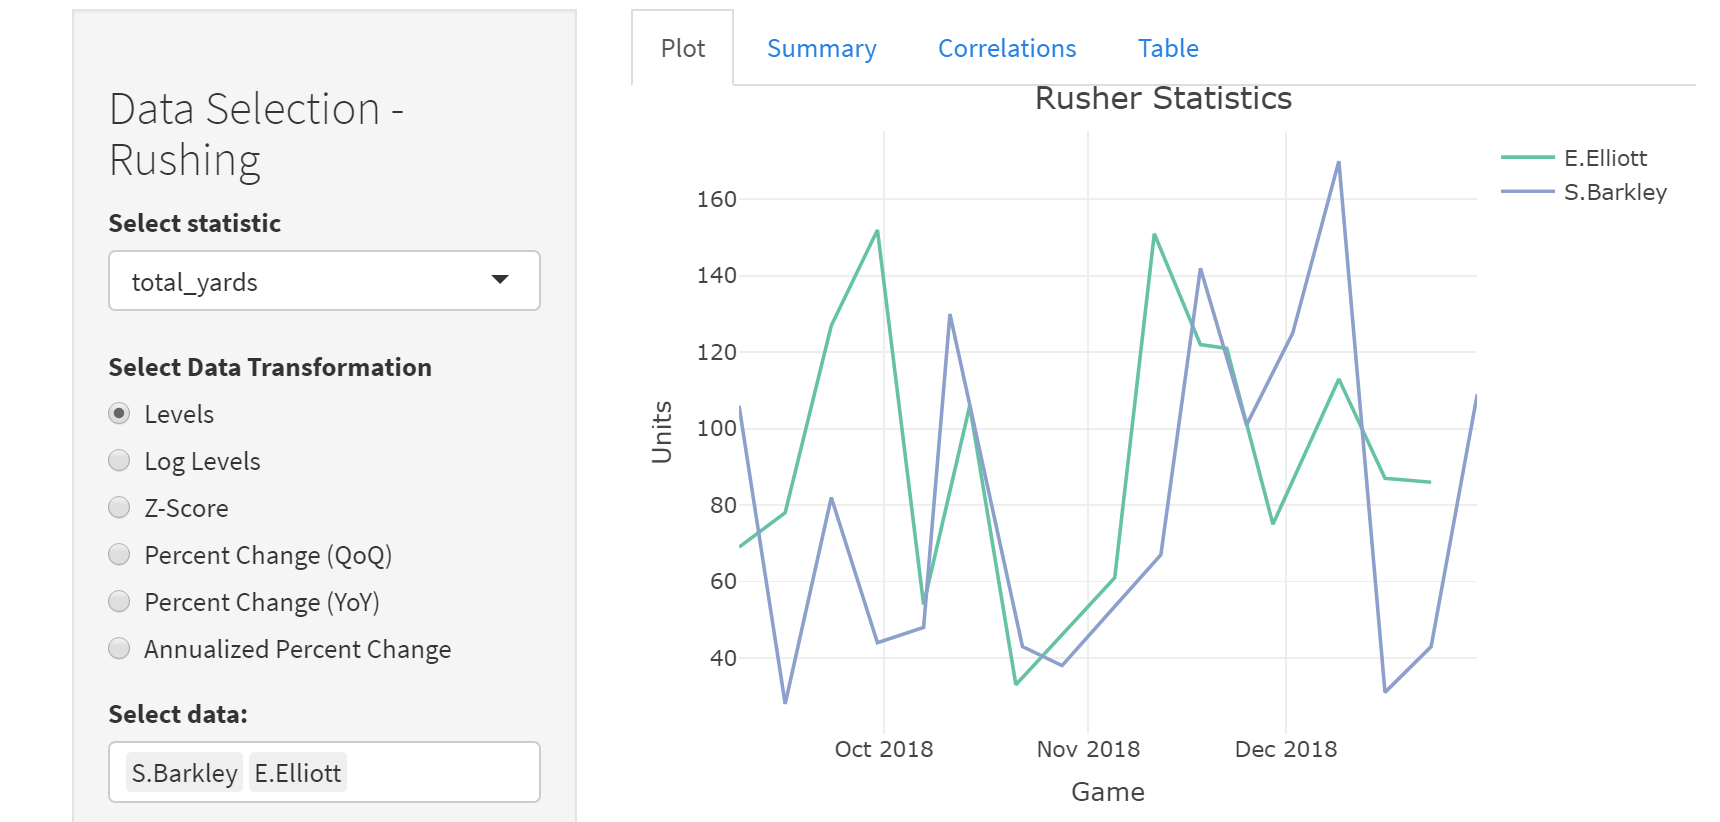 Data Selection -
Rushing
Select statistic
total_yards
Select Data Transformation
Levels
Log Levels
Z-Score
Percent Change (QoQ)
Percent Change (YoY)
Annualized Percent Change
Select data:
S.Barkley E.Elliott
Plot Summary Correlations Table
Rusher Statistics
E.Elliott
S.Barkley
Units
160
140
120
100
80
60
40
Oct 2018 Nov 2018 Dec 2018
Game